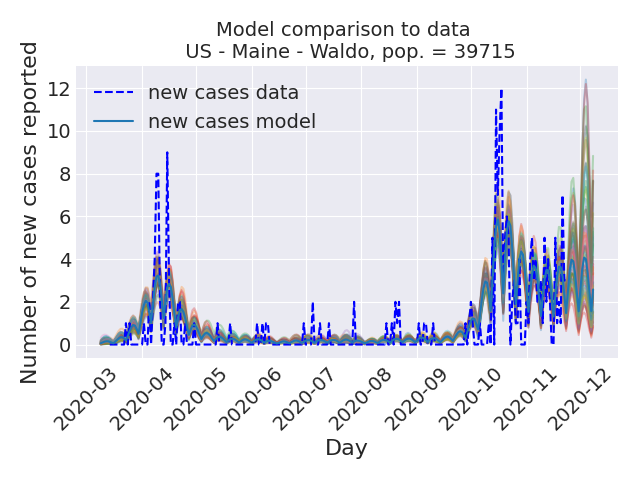 Model comparison to data
US - Maine - Waldo, pop. = 39715
Number of new cases reported
12
10
8
6
4
2
0
new cases data
new cases model
2020-03
2020-04
2020-05
2020-06
2020-07
2020-08
2020-09
2020-10
2020-11
2020-12
Day